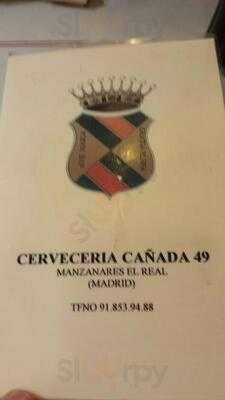 CERVECERIA CAÑADA 49
MANZANARES EL REAL
(MADRID)
TFNO 91.853.94.88